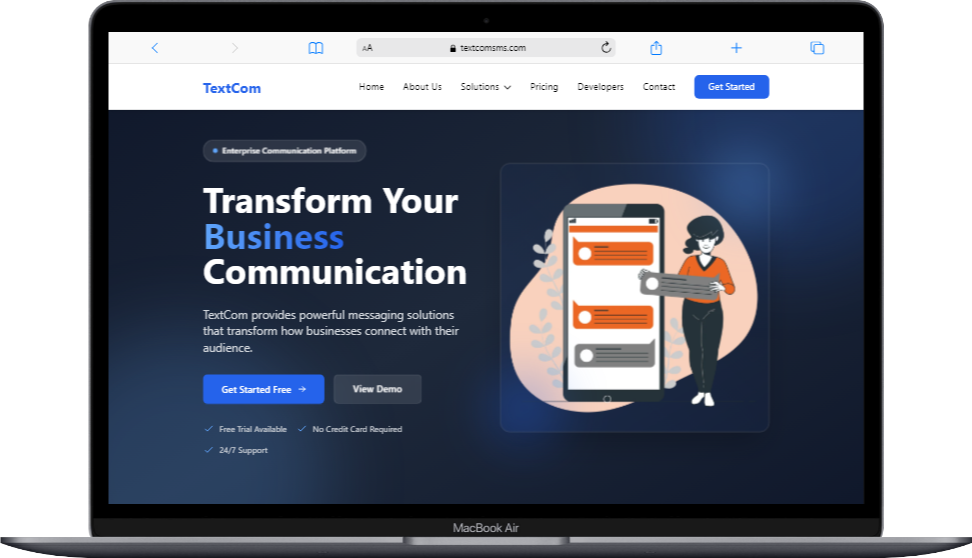 AA textcomsms.com
TextCom Home About Us Solutions Pricing Developers Contact Get Started
Enterprise Communication Platform
Transform Your
Business
Communication
TextCom provides powerful messaging solutions
that transform how businesses connect with their
audience.
Get Started Free → View Demo
Free Trial Available No Credit Card Required
24/7 Support
MacBook Air